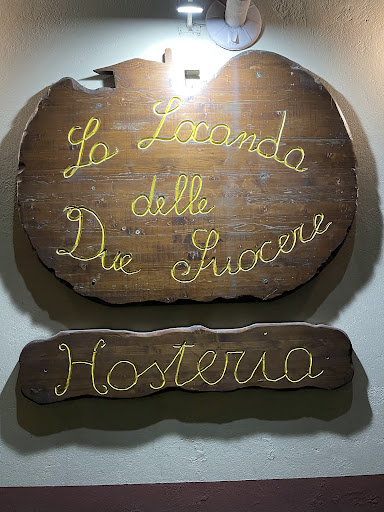 La Locanda
delle
Due Suocere
Hosteria